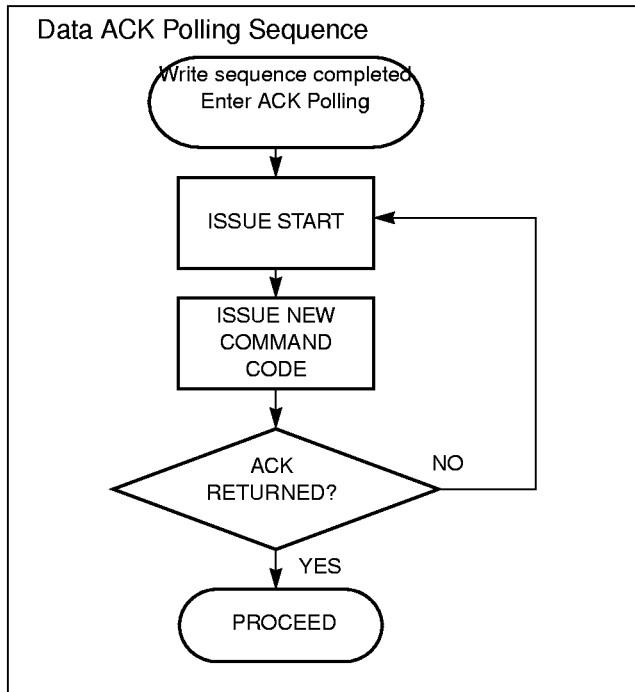 Data ACK Polling Sequence
Write sequence completed
Enter ACK Polling
ISSUE START
ISSUE NEW
COMMAND
CODE
ACK
RETURNED?
NO
YES
PROCEED